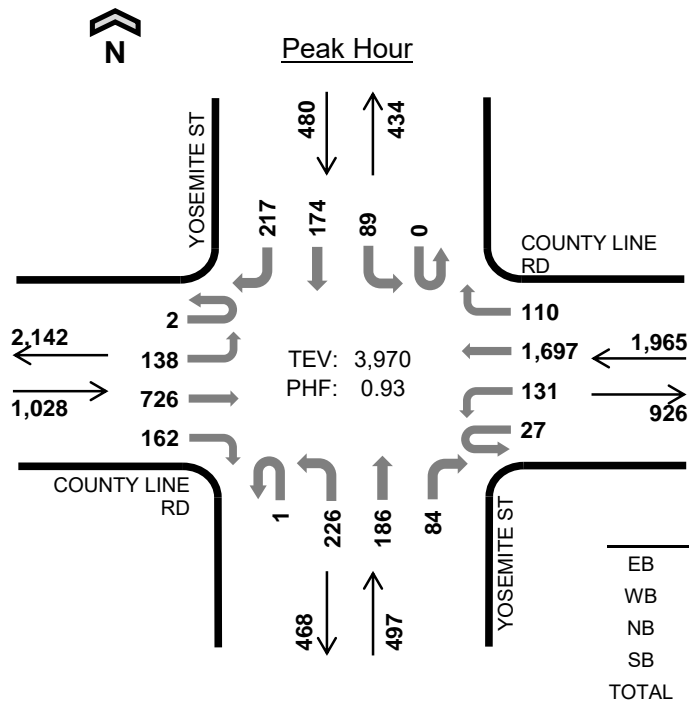 N
Peak Hour
480
434
YOSEMITE ST
217
174
89
0
COUNTY LINE
RD
2
110
2,142
138
TEV: 3,970
1,697
1,965
1,028
726
PHF: 0.93
131
926
162
27
COUNTY LINE
RD
1
226
186
84
YOSEMITE ST
468
497
EB
WB
NB
SB
TOTAL